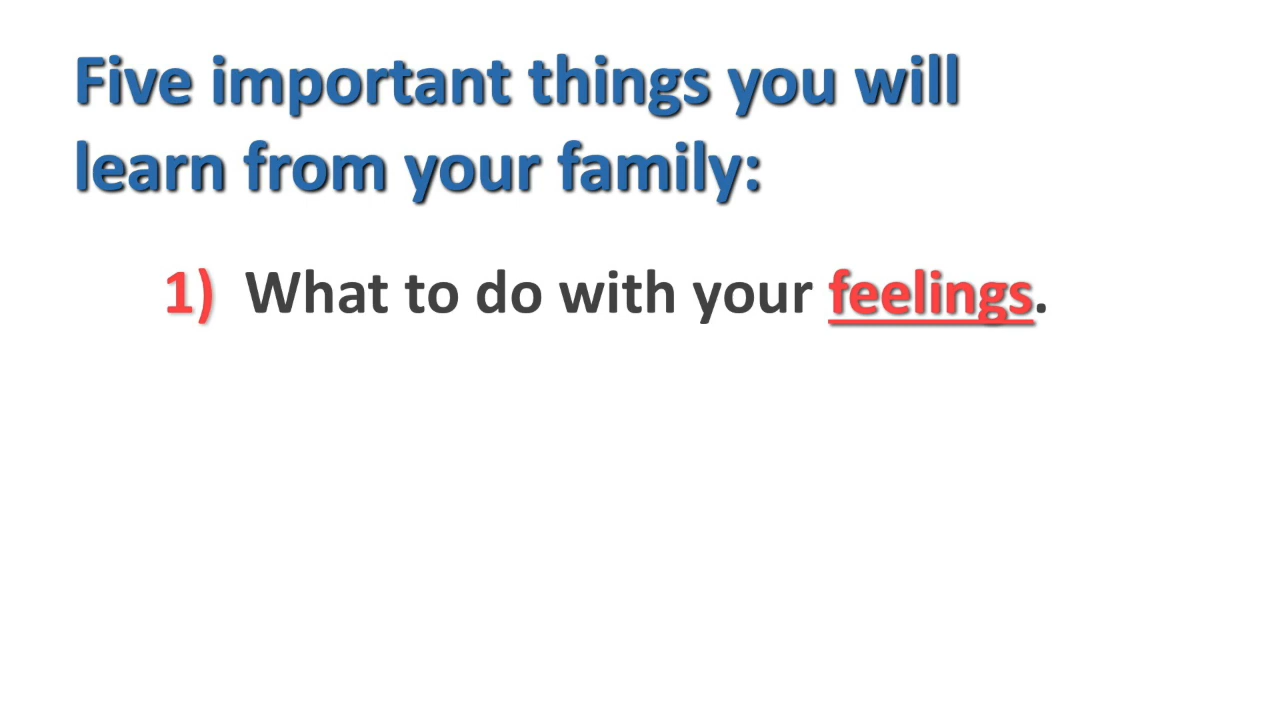 Five important things you will
learn from your family:
1) What to do with your feelings.